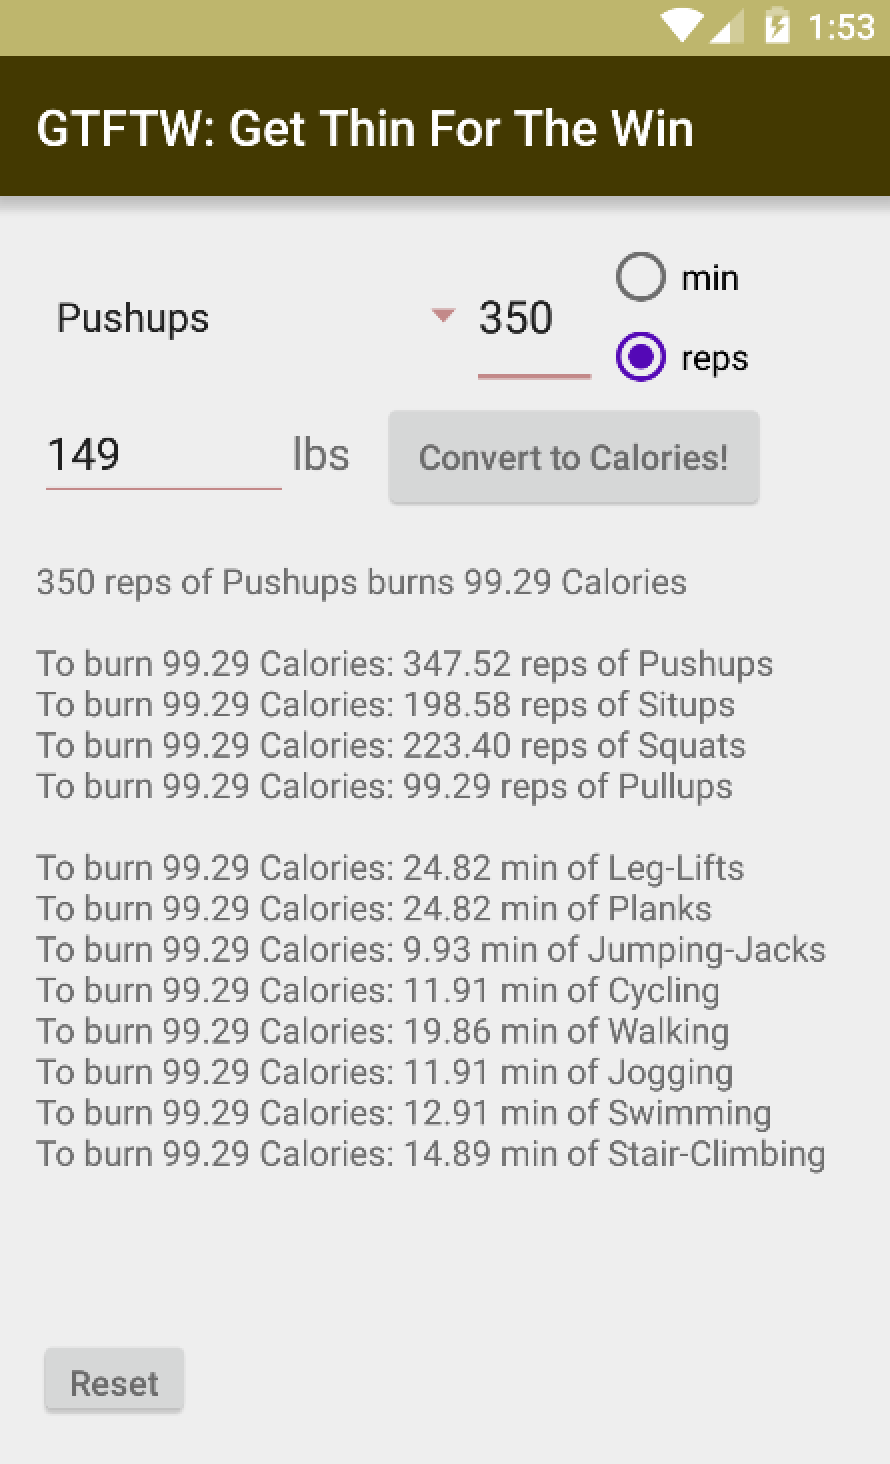 1:53
GTFTW: Get Thin For The Win
min
Pushups 350
reps
149 lbs Convert to Calories!
350 reps of Pushups burns 99.29 Calories
To burn 99.29 Calories: 347.52 reps of Pushups
To burn 99.29 Calories: 198.58 reps of Situps
To burn 99.29 Calories: 223.40 reps of Squats
To burn 99.29 Calories: 99.29 reps of Pullups
To burn 99.29 Calories: 24.82 min of Leg-Lifts
To burn 99.29 Calories: 24.82 min of Planks
To burn 99.29 Calories: 9.93 min of Jumping-Jacks
To burn 99.29 Calories: 11.91 min of Cycling
To burn 99.29 Calories: 19.86 min of Walking
To burn 99.29 Calories: 11.91 min of Jogging
To burn 99.29 Calories: 12.91 min of Swimming
To burn 99.29 Calories: 14.89 min of Stair-Climbing
Reset